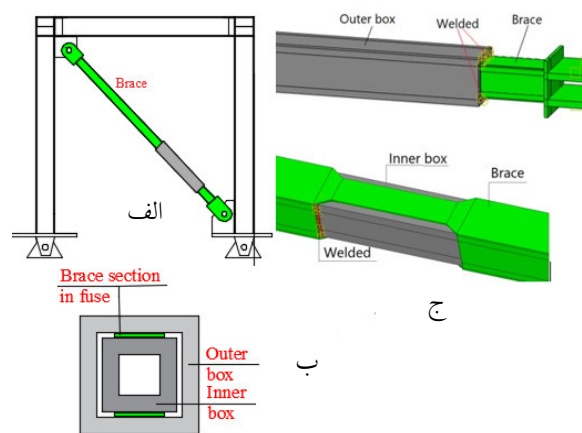 Brace
الف
Outer box
Welded
Brace
Inner box
Brace
Welded
ج
Brace section
in fuse
Outer
box
Inner
box
ب